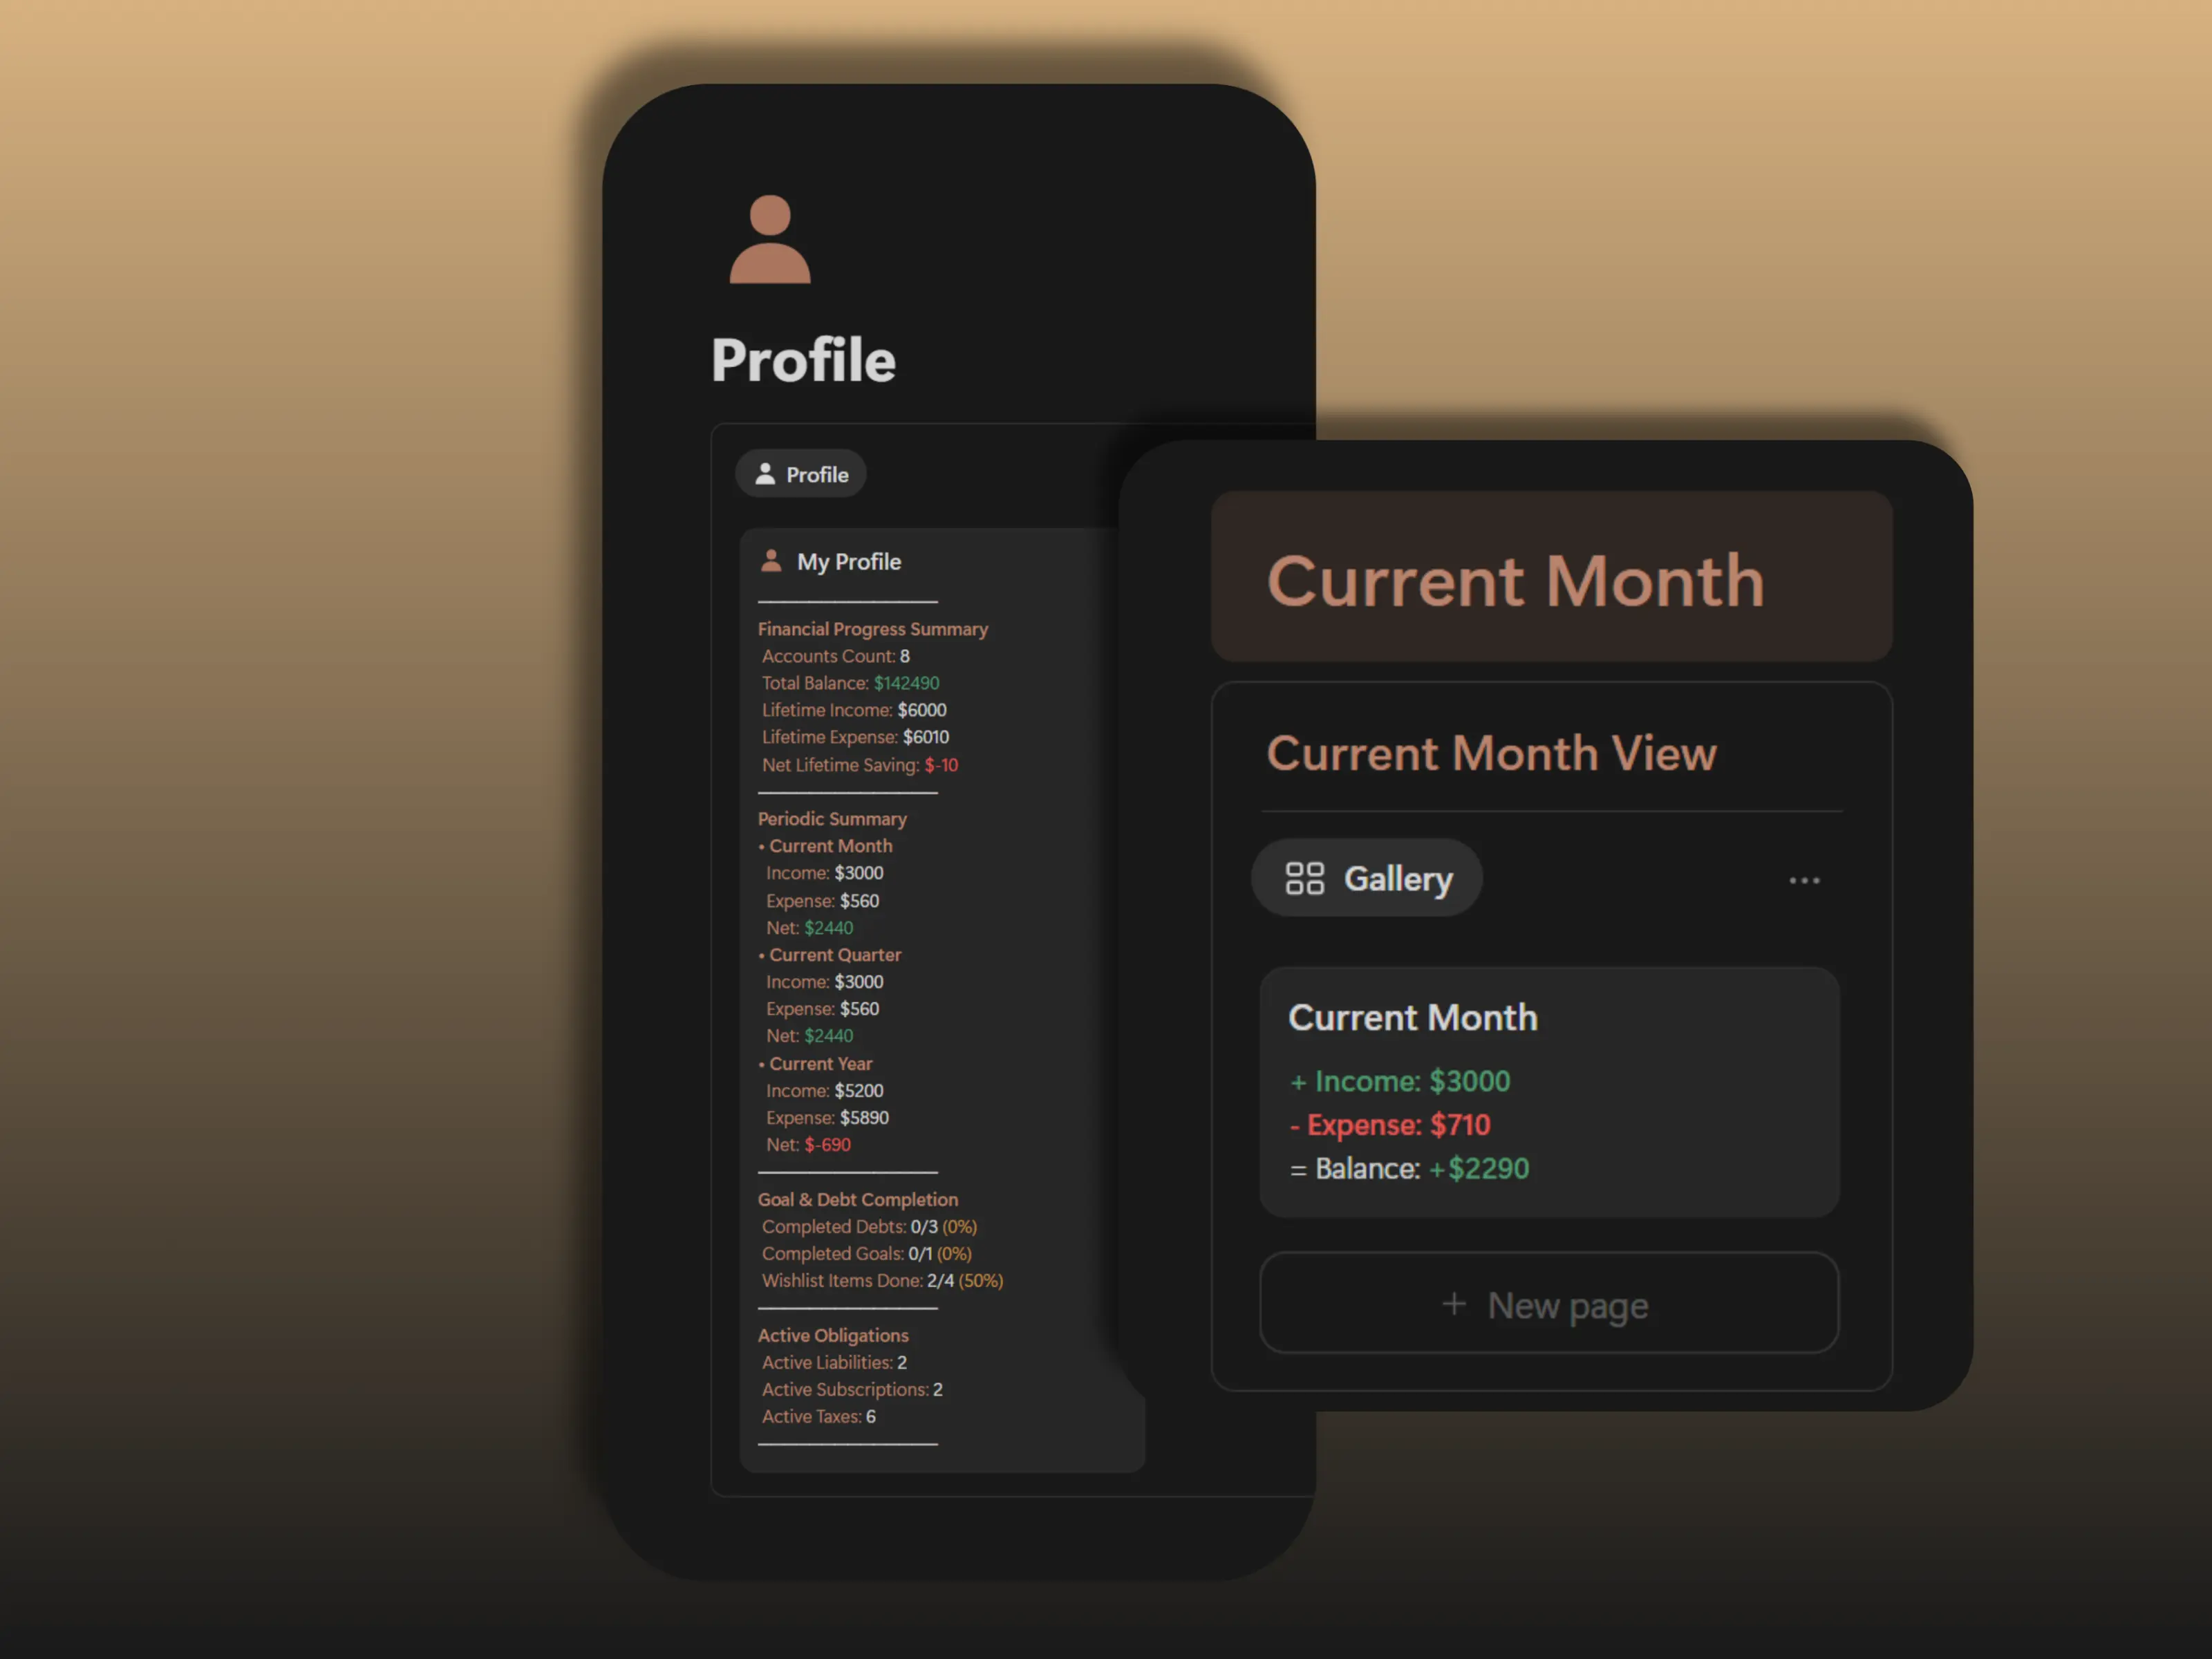 Profile
Profile
My Profile
Financial Progress Summary
Accounts Count: 8
Total Balance: $142490
Lifetime Income: $6000
Lifetime Expense: $6010
Net Lifetime Saving: $-10
Periodic Summary
• Current Month
Income: $3000
Expense: $560
Net: $2440
• Current Quarter
Income: $3000
Expense: $560
Net: $2440
• Current Year
Income: $5200
Expense: $5890
Net: $-690
Goal & Debt Completion
Completed Debts: 0/3 (0%)
Completed Goals: 0/1 (0%)
Wishlist Items Done: 2/4 (50%)
Active Obligations
Active Liabilities: 2
Active Subscriptions: 2
Active Taxes: 6
Current Month
Current Month View
Gallery
Current Month
+ Income: $3000
- Expense: $710
= Balance: +$2290
+ New page